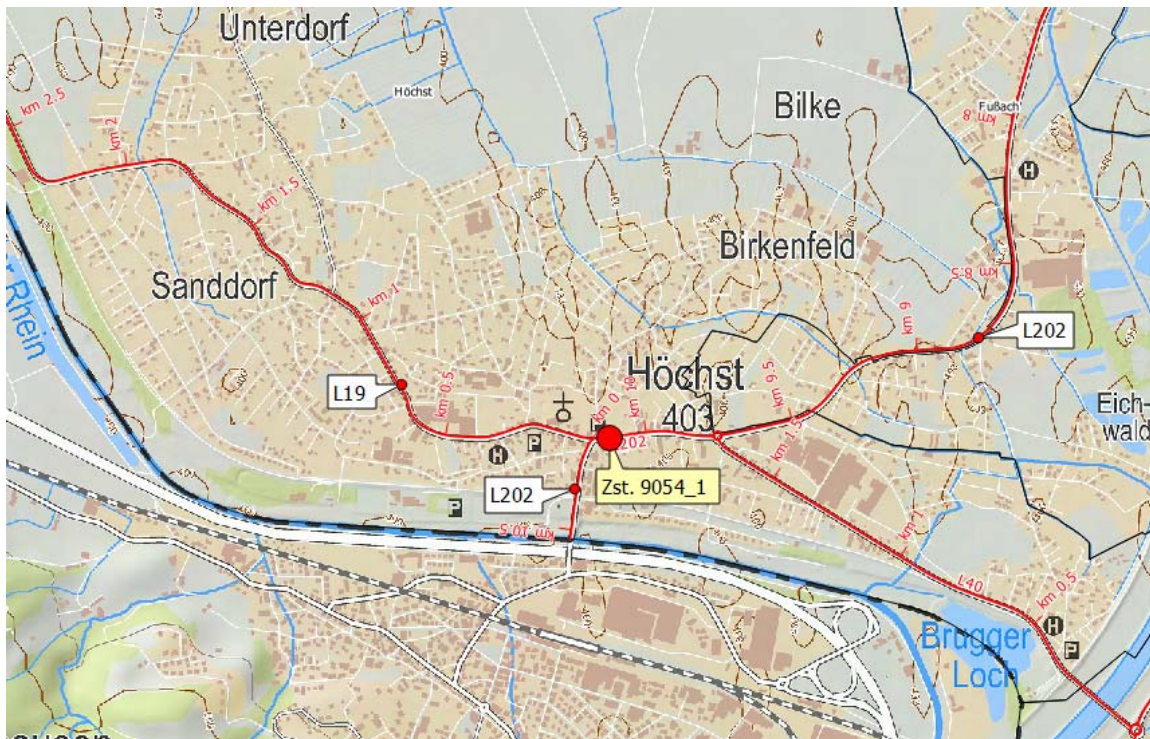 Unterdorf
Höchst
km 2.5
km 2
Bilke
Fußach
km 8
H
km 1.5
400
Birkenfeld
km 8.5
Sanddorf
km 1
km 9
L202
Rhein
L19
km 0.5
Höchst
403
km 9.5
km 0
km 10
Eich-
wald
P
H
L202
km 1.5
L202
Zst. 9054_1
P
km 10.5
km 1
L40
km 0.5
H
P
Brugger
Loch